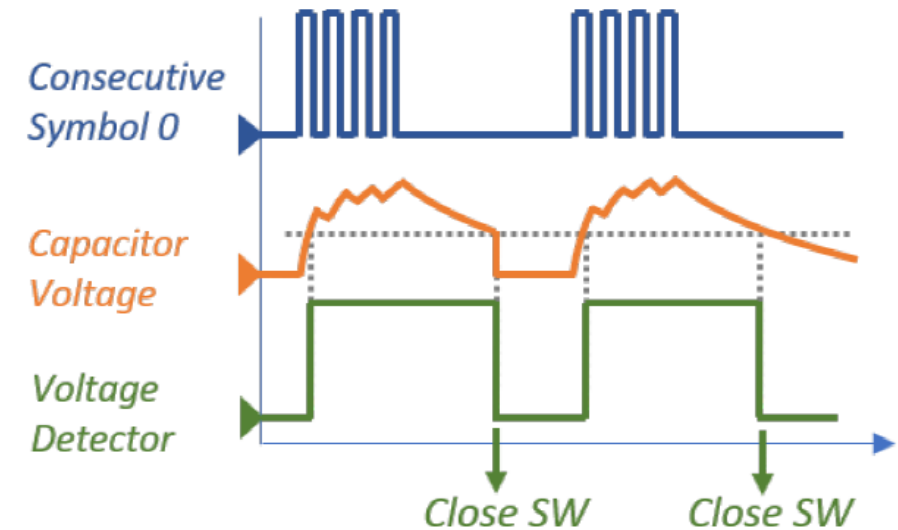 Consecutive
Symbol 0
Capacitor
Voltage
Voltage
Detector
Close SW
Close SW